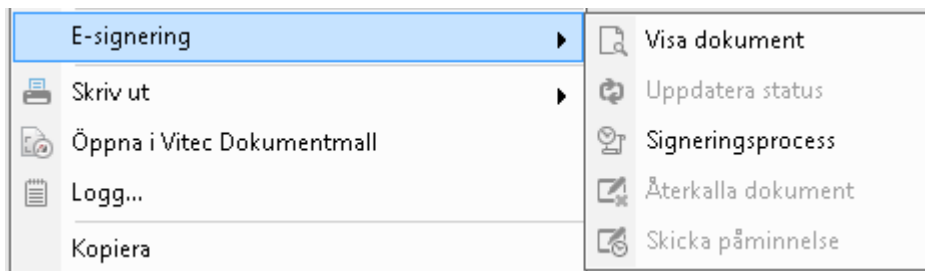 E-signering
Skriv ut
Öppna i Vitec Dokumentmall
Logg...
Kopiera
Visa dokument
Uppdatera status
Signeringsprocess
Återkalla dokument
Skicka påminnelse